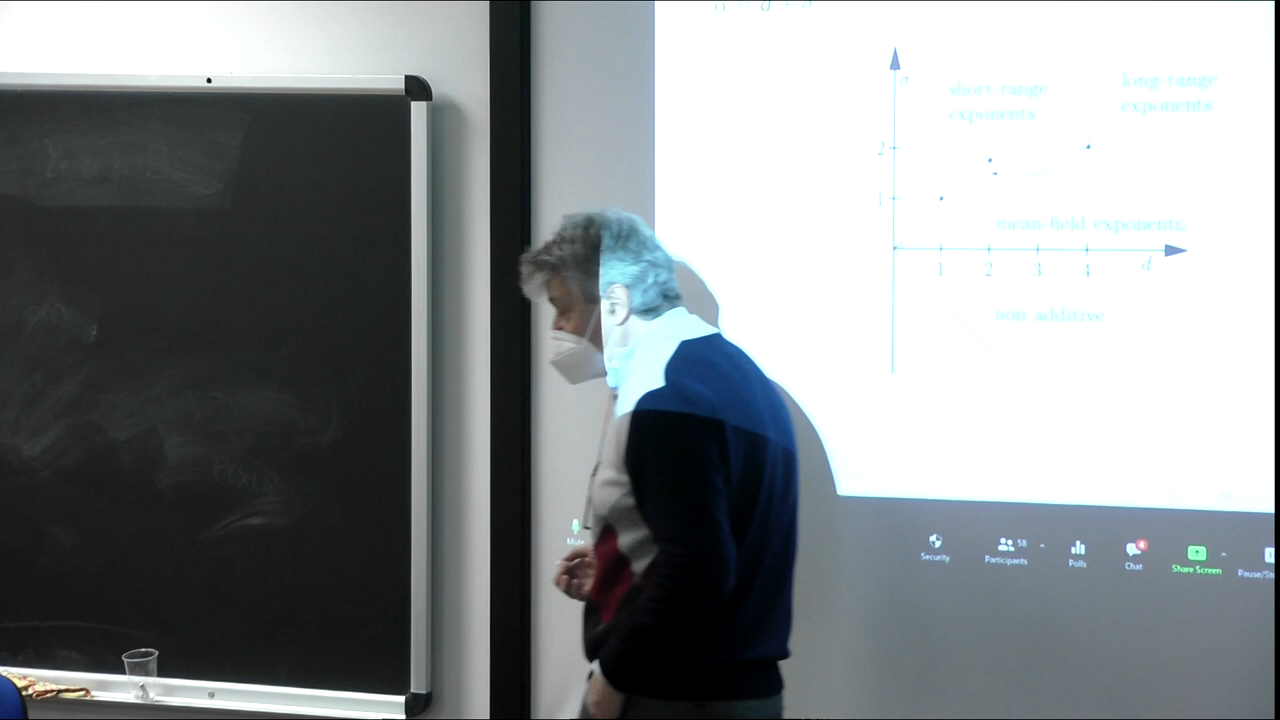 σ
short-range
exponents
long-range
exponents
2
1
mean-field exponents
1 2 3 4 d
non additive
Mute
Security
Participants
58
Polls
Chat
4
Share Screen